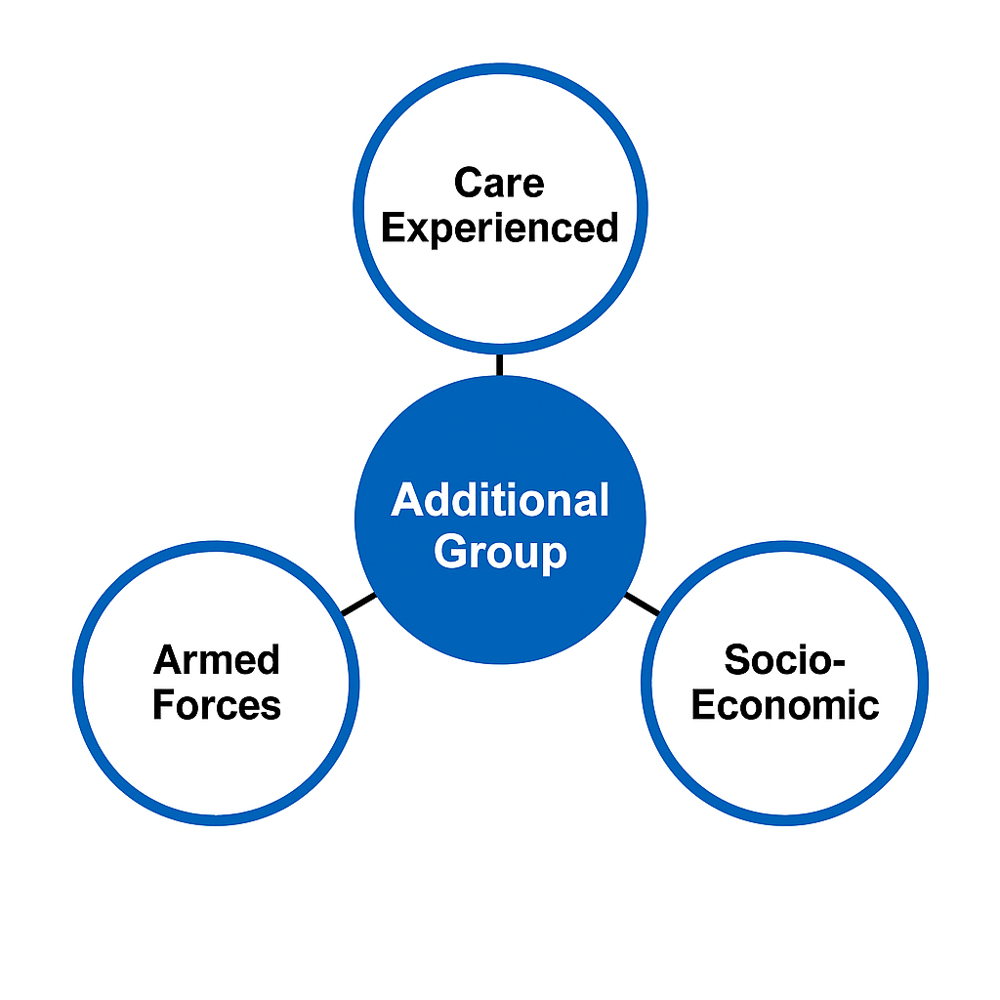 Care
Experienced
Additional
Group
Armed
Forces
Socio-
Economic